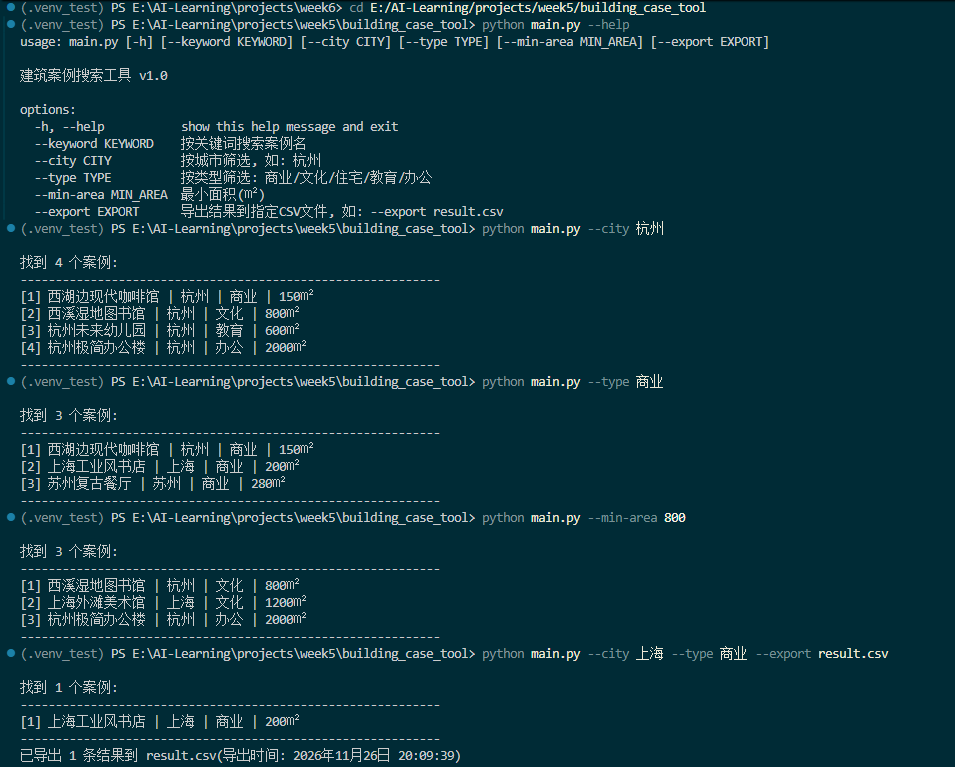 (.venv_test) PS E:\AI-Learning\projects\week6> cd E:/AI-Learning/projects/week5/building_case_tool
(.venv_test) PS E:\AI-Learning\projects\week5\building_case_tool> python main.py --help
usage: main.py [-h] [--keyword KEYWORD] [--city CITY] [--type TYPE] [--min-area MIN_AREA] [--export EXPORT]
建筑案例搜索工具 v1.0
options:
-h, --help show this help message and exit
--keyword KEYWORD 按关键词搜索案例名
--city CITY 按城市筛选, 如: 杭州
--type TYPE 按类型筛选: 商业/文化/住宅/教育/办公
--min-area MIN_AREA 最小面积(m²)
--export EXPORT 导出结果到指定CSV文件, 如: --export result.csv
(.venv_test) PS E:\AI-Learning\projects\week5\building_case_tool> python main.py --city 杭州
找到 4 个案例:
------------------------------------------------------------
[1] 西湖边现代咖啡馆 | 杭州 | 商业 | 150m²
[2] 西溪湿地图书馆 | 杭州 | 文化 | 800m²
[3] 杭州未来幼儿园 | 杭州 | 教育 | 600m²
[4] 杭州极简办公楼 | 杭州 | 办公 | 2000m²
------------------------------------------------------------
(.venv_test) PS E:\AI-Learning\projects\week5\building_case_tool> python main.py --type 商业
找到 3 个案例:
------------------------------------------------------------
[1] 西湖边现代咖啡馆 | 杭州 | 商业 | 150m²
[2] 上海工业风书店 | 上海 | 商业 | 200m²
[3] 苏州复古餐厅 | 苏州 | 商业 | 280m²
------------------------------------------------------------
(.venv_test) PS E:\AI-Learning\projects\week5\building_case_tool> python main.py --min-area 800
找到 3 个案例:
------------------------------------------------------------
[1] 西溪湿地图书馆 | 杭州 | 文化 | 800m²
[2] 上海外滩美术馆 | 上海 | 文化 | 1200m²
[3] 杭州极简办公楼 | 杭州 | 办公 | 2000m²
------------------------------------------------------------
(.venv_test) PS E:\AI-Learning\projects\week5\building_case_tool> python main.py --city 上海 --type 商业 --export result.csv
找到 1 个案例:
------------------------------------------------------------
[1] 上海工业风书店 | 上海 | 商业 | 200m²
------------------------------------------------------------
已导出 1 条结果到 result.csv(导出时间: 2026年11月26日 20:09:39)